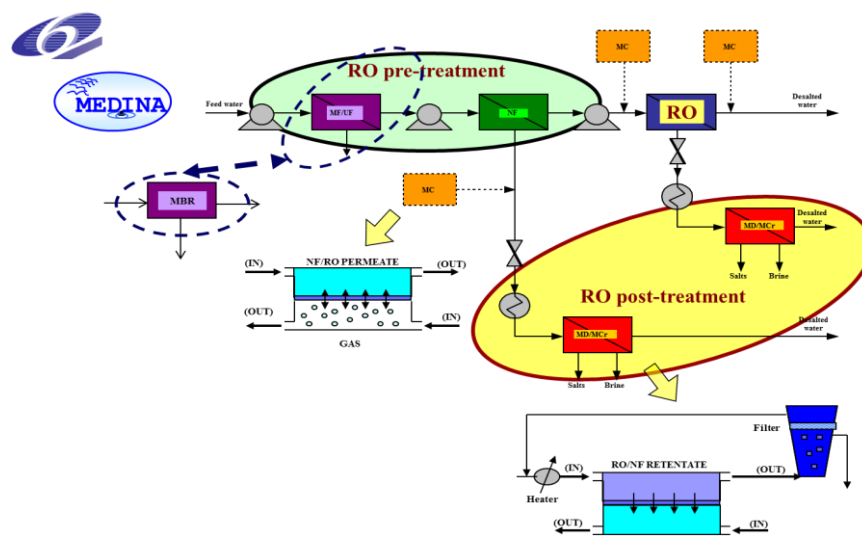 6
MEDINA
RO pre-treatment
MC
MC
Feed water
MF/UF
NF
RO
Desalted
water
MBR
MC
MD/MCr
Desalted
water
Salts
Brine
(IN)
NF/RO PERMEATE
(OUT)
(OUT)
(IN)
GAS
RO post-treatment
MD/MCr
Desalted
water
Salts
Brine
Filter
RO/NF RETENTATE
(IN)
(OUT)
Heater
(OUT)
(IN)